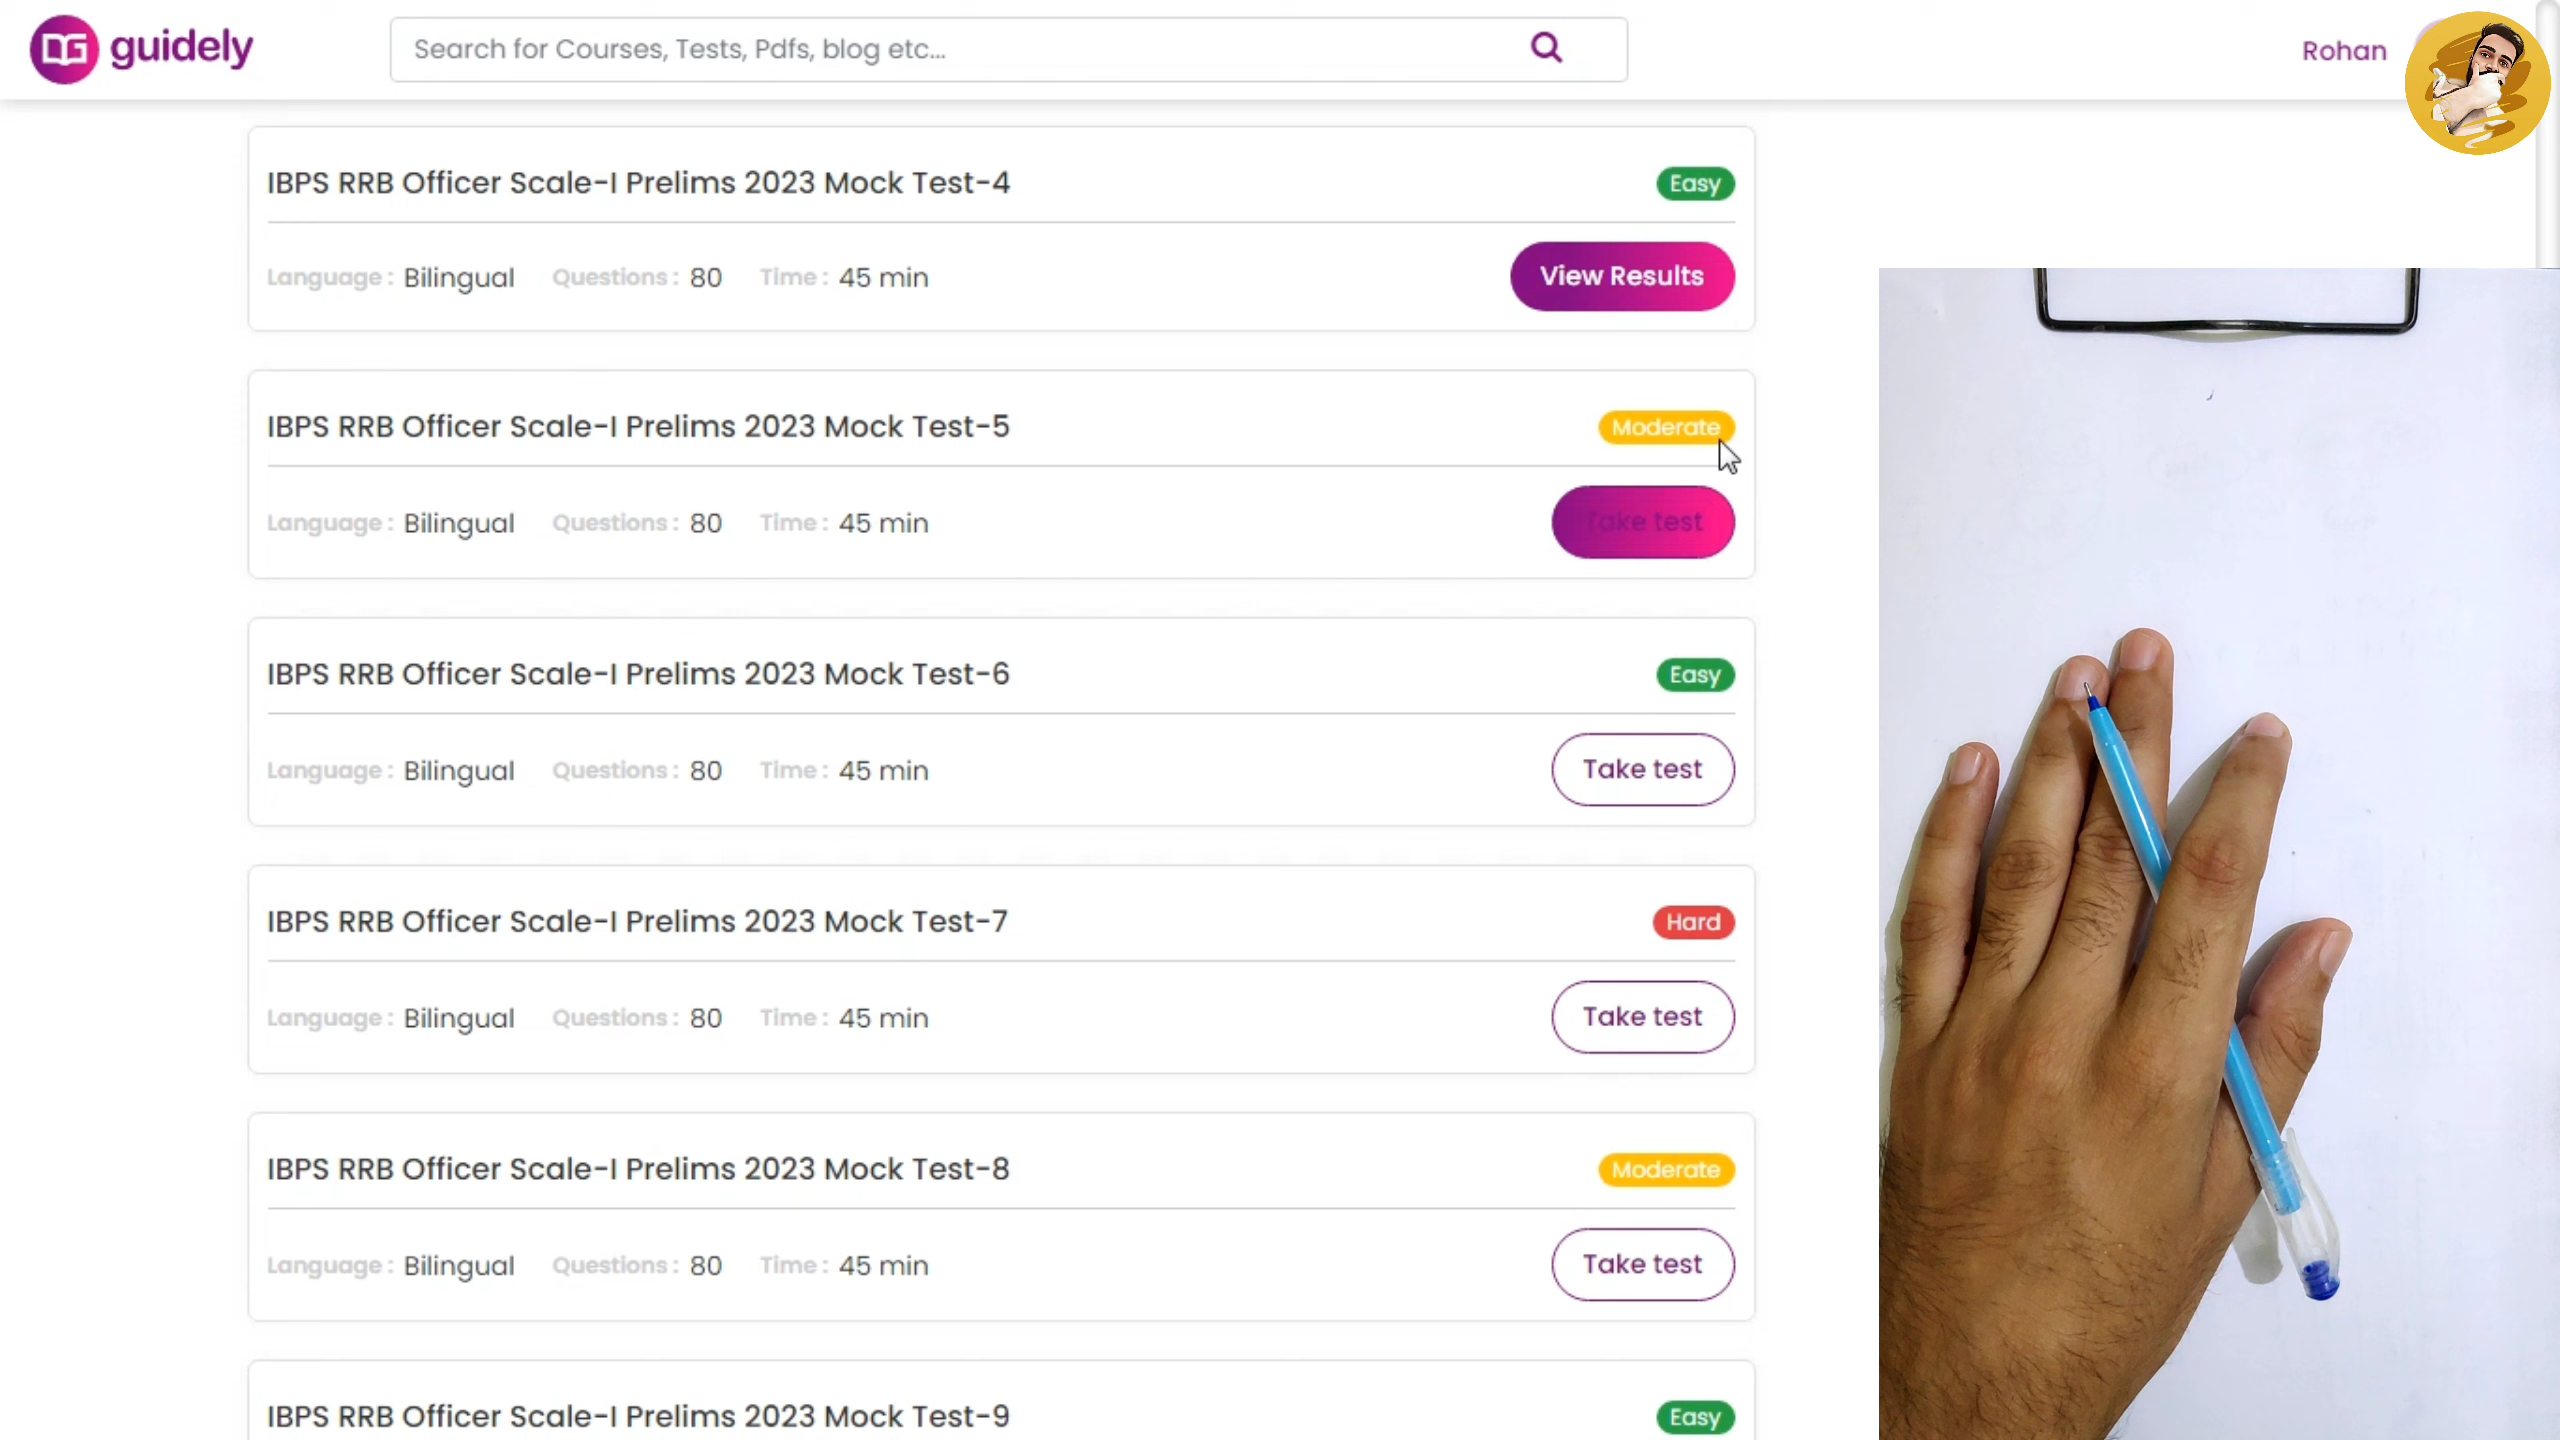 guidely
Search for Courses, Tests, Pdfs, blog etc...
Rohan
IBPS RRB Officer Scale-I Prelims 2023 Mock Test-4
Easy
Language : Bilingual Questions : 80 Time : 45 min
View Results
IBPS RRB Officer Scale-I Prelims 2023 Mock Test-5
Moderate
Language : Bilingual Questions : 80 Time : 45 min
Take test
IBPS RRB Officer Scale-I Prelims 2023 Mock Test-6
Easy
Language : Bilingual Questions : 80 Time : 45 min
Take test
IBPS RRB Officer Scale-I Prelims 2023 Mock Test-7
Hard
Language : Bilingual Questions : 80 Time : 45 min
Take test
IBPS RRB Officer Scale-I Prelims 2023 Mock Test-8
Moderate
Language : Bilingual Questions : 80 Time : 45 min
Take test
IBPS RRB Officer Scale-I Prelims 2023 Mock Test-9
Easy